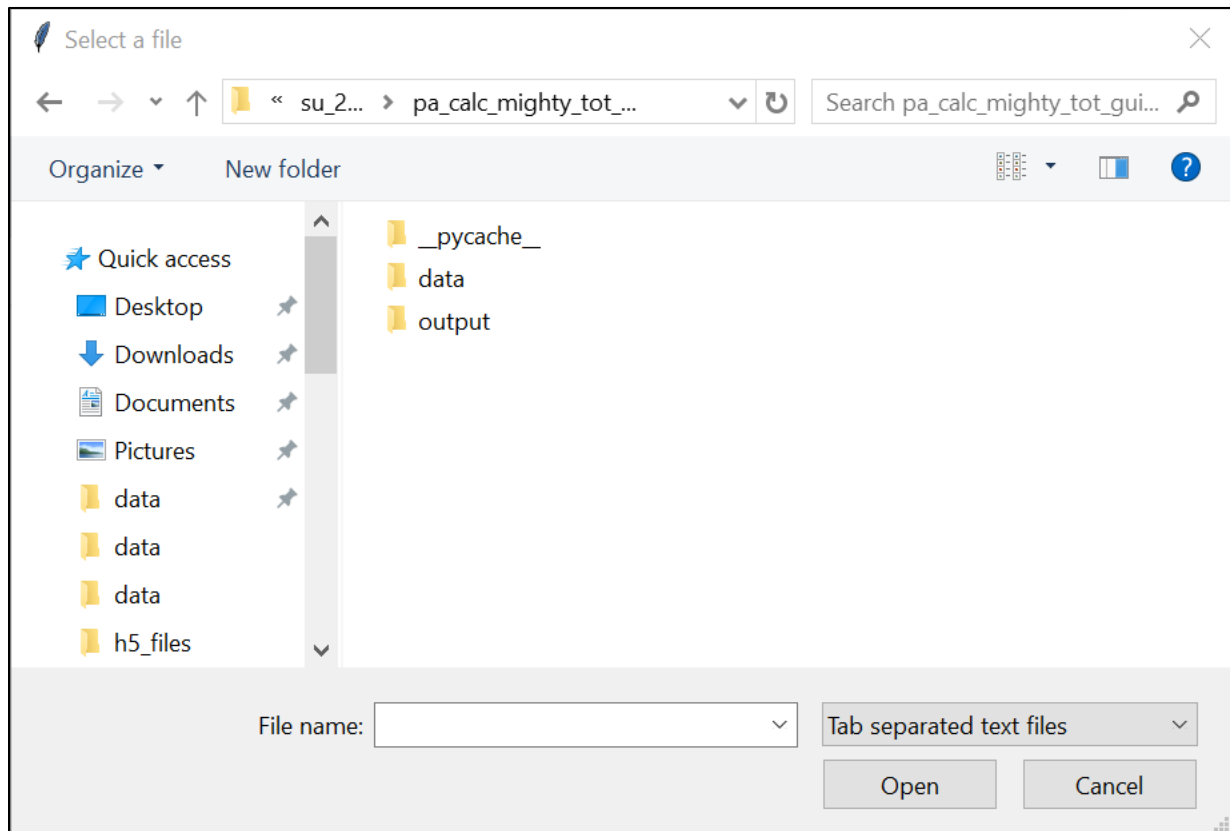 Select a file
« su_2... > pa_calc_mighty_tot_... Search pa_calc_mighty_tot_gui...
Organize New folder
Quick access
Desktop
Downloads
Documents
Pictures
data
data
data
h5_files
__pycache__
data
output
File name: Tab separated text files
Open Cancel